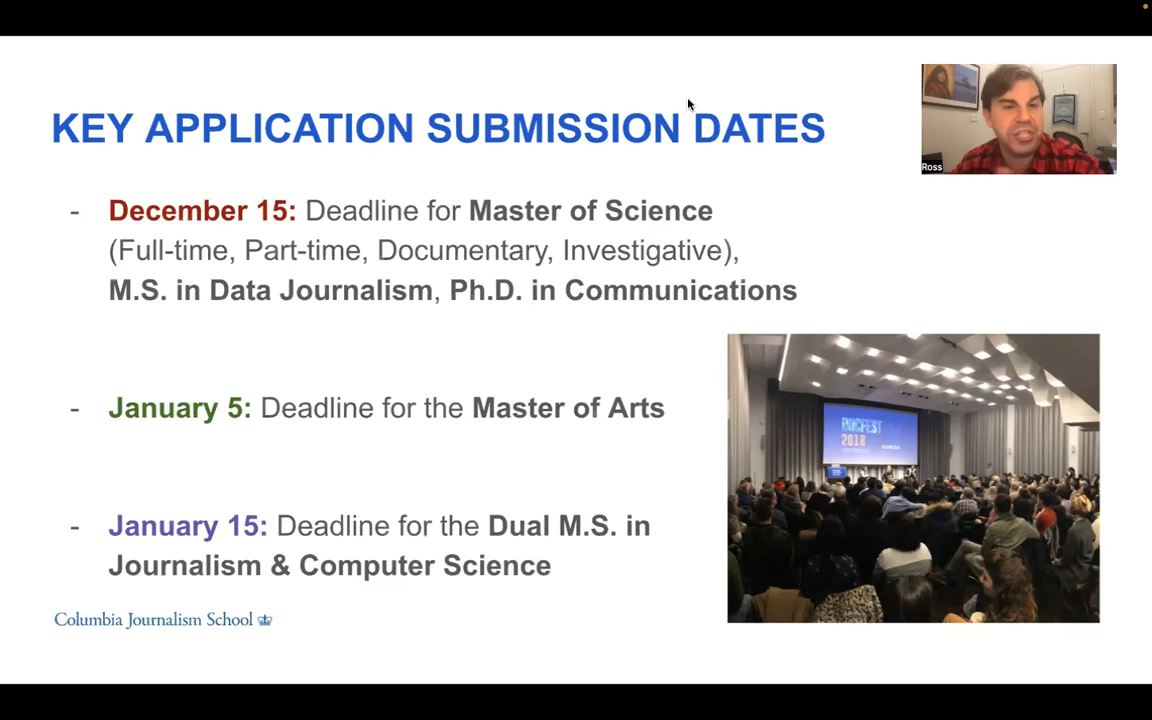 KEY APPLICATION SUBMISSION DATES
Ross
- December 15: Deadline for Master of Science
(Full-time, Part-time, Documentary, Investigative),
M.S. in Data Journalism, Ph.D. in Communications
- January 5: Deadline for the Master of Arts
DOCFEST
2018
- January 15: Deadline for the Dual M.S. in
Journalism & Computer Science
Columbia Journalism School